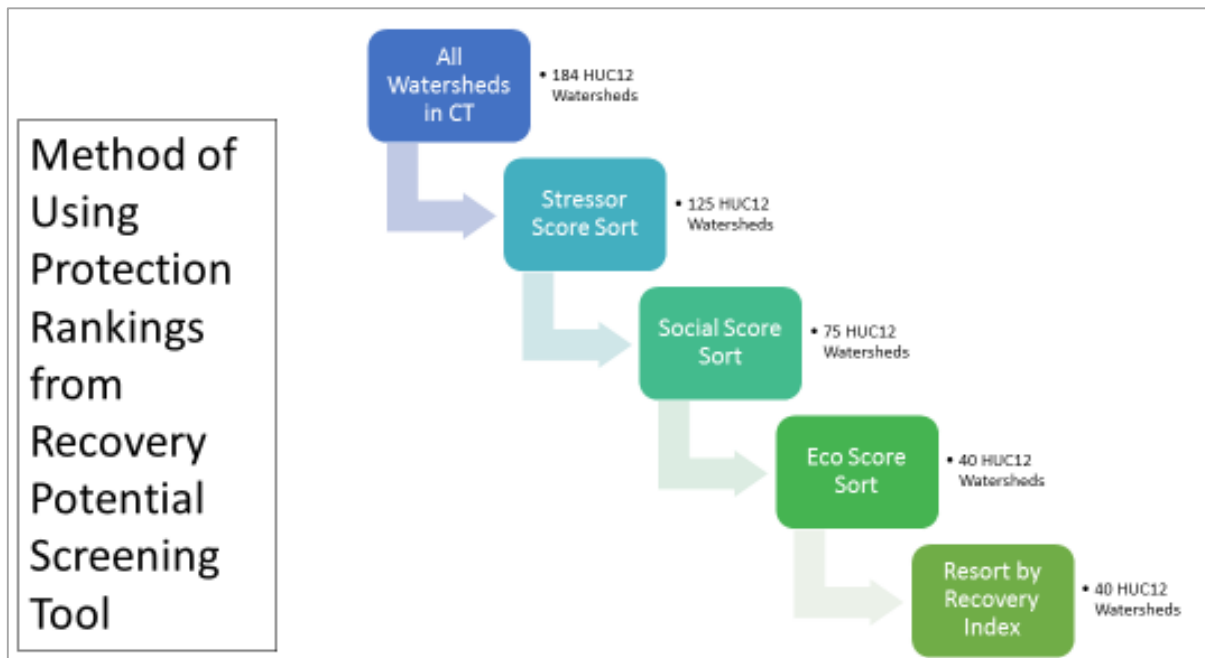 Method of
Using
Protection
Rankings
from
Recovery
Potential
Screening
Tool
All
Watersheds
in CT
• 184 HUC12
Watersheds
Stressor
Score Sort
• 125 HUC12
Watersheds
Social Score
Sort
• 75 HUC12
Watersheds
Eco Score
Sort
• 40 HUC12
Watersheds
Resort by
Recovery
Index
• 40 HUC12
Watersheds